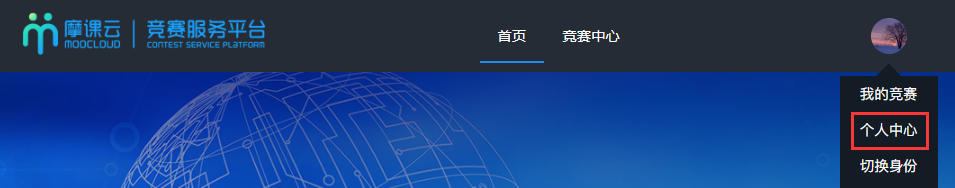 摩课云
MOOCLOUD
竞赛服务平台
CONTEST SERVICE PLATFORM
首页
竞赛中心
我的竞赛
个人中心
切换身份